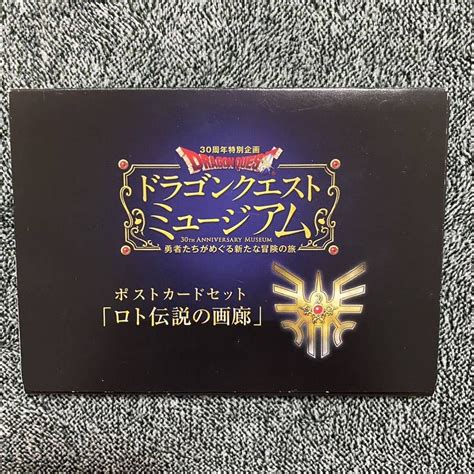 30周年特別企画
DRAGON QUEST
ドラゴンクエスト
ミュージアム
30TH ANNIVERSARY MUSEUM
勇者たちがめぐる新たな冒険の旅
ポストカードセット
「ロト伝説の画廊」